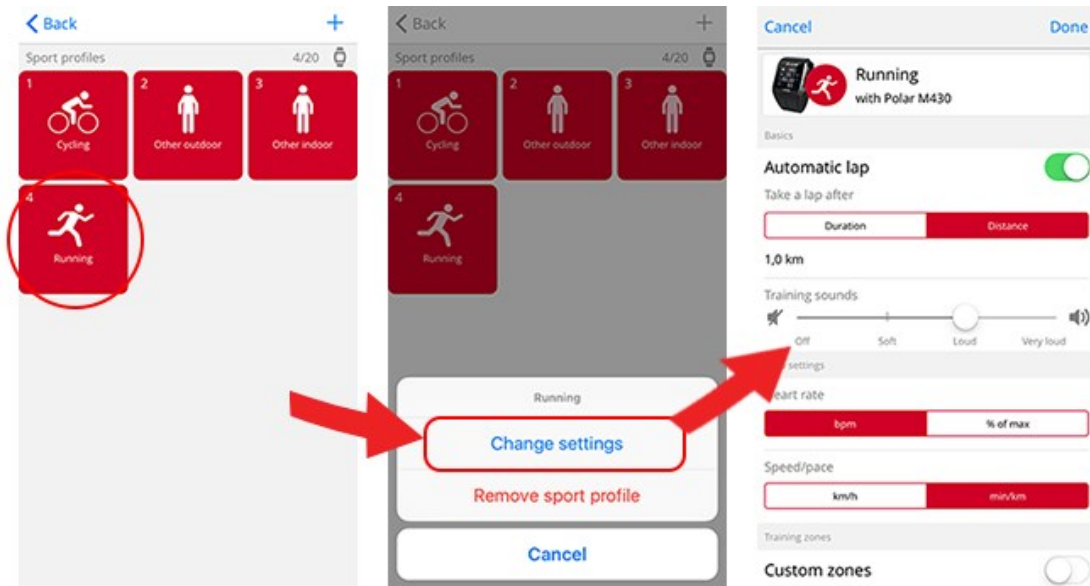 Back
Sport profiles 4/20
1 2 3
Cycling Other outdoor Other indoor
4
Running
Back
Sport profiles 4/20
1 2 3
Cycling Other outdoor Other indoor
4
Running
Running
Change settings
Remove sport profile
Cancel
Cancel Done
Running
with Polar M430
Basics
Automatic lap
Take a lap after
Duration Distance
1,0 km
Training sounds
Off Soft Loud Very loud
settings
eart rate
bpm % of max
Speed/pace
km/h min/km
Training zones
Custom zones